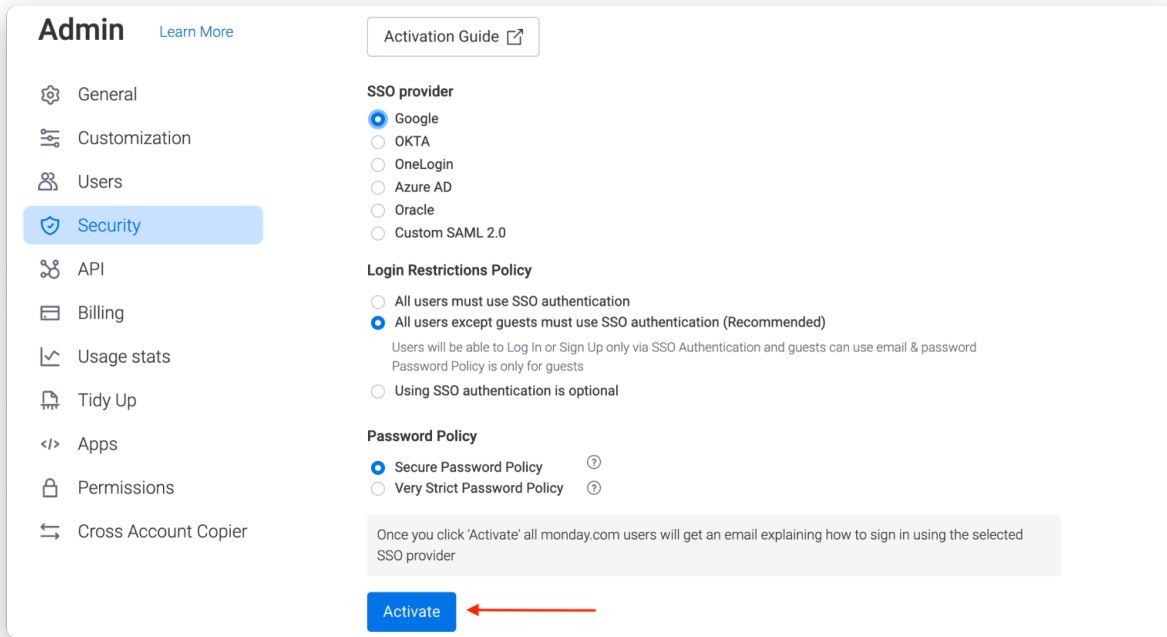 Admin
Learn More
General
Customization
Users
Security
API
Billing
Usage stats
Tidy Up
Apps
Permissions
Cross Account Copier
Activation Guide
SSO provider
Google
OKTA
OneLogin
Azure AD
Oracle
Custom SAML 2.0
Login Restrictions Policy
All users must use SSO authentication
All users except guests must use SSO authentication (Recommended)
Users will be able to Log In or Sign Up only via SSO Authentication and guests can use email & password
Password Policy is only for guests
Using SSO authentication is optional
Password Policy
Secure Password Policy ?
Very Strict Password Policy ?
Once you click 'Activate' all monday.com users will get an email explaining how to sign in using the selected
SSO provider
Activate